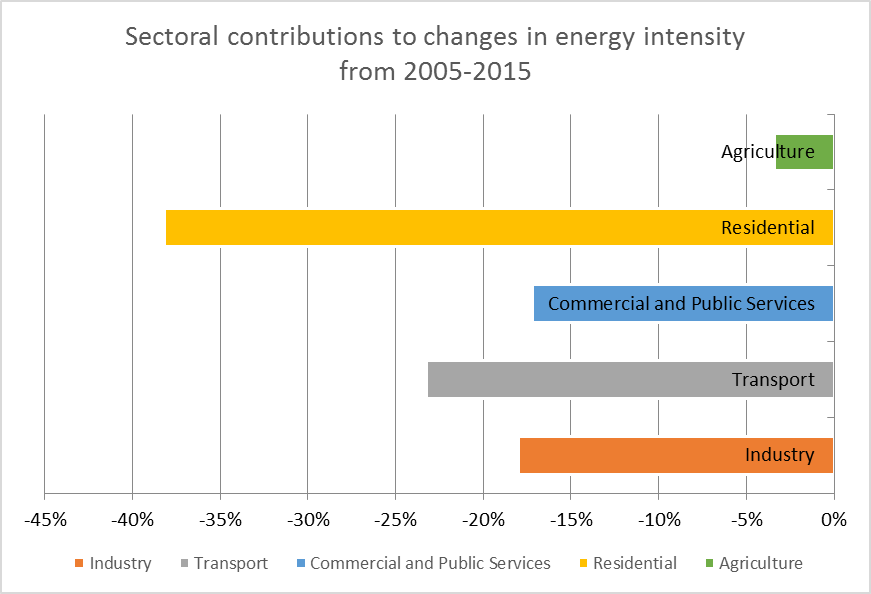 Sectoral contributions to changes in energy intensity
from 2005-2015
Agriculture
Residential
Commercial and Public Services
Transport
Industry
-45% -40% -35% -30% -25% -20% -15% -10% -5% 0%
Industry Transport Commercial and Public Services Residential Agriculture